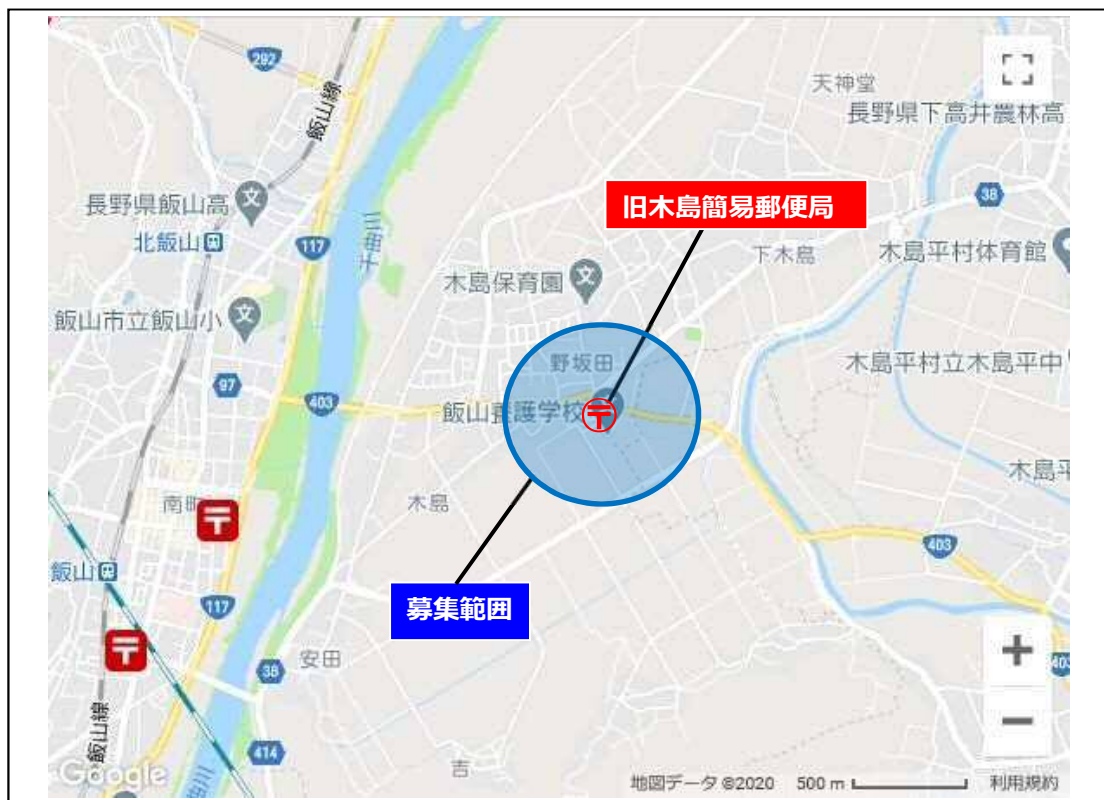 292
飯山線
天神堂
長野県下高井農林高
38
長野県飯山高
北飯山
117
千曲川
旧木島簡易郵便局
下木島
木島平村体育館
木島保育園
飯山市立飯山小
野坂田
木島平村立木島平中
97
403
飯山養護学校
木島平
南町
木島
403
飯山
募集範囲
117
安田
38
403
飯山線
414
千曲川
吉
Google
地図データ ©2020
500 m
利用規約